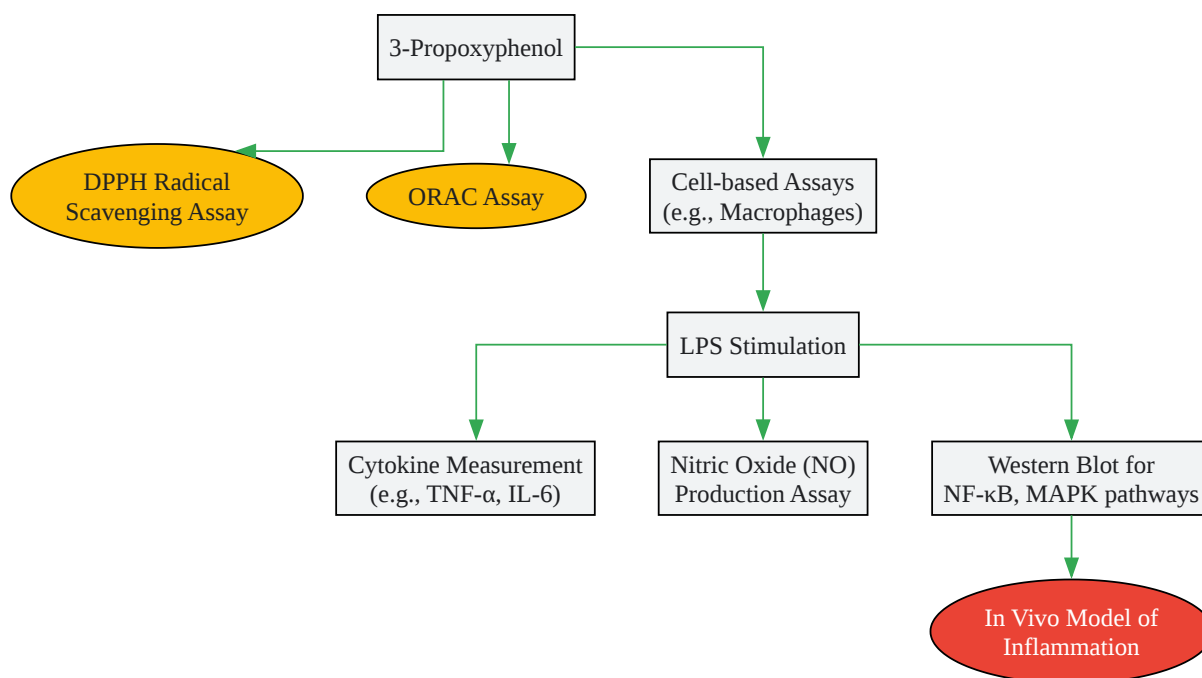 3-Propoxyphenol
DPPH Radical
Scavenging Assay
ORAC Assay
Cell-based Assays
(e.g., Macrophages)
LPS Stimulation
Cytokine Measurement
(e.g., TNF-α, IL-6)
Nitric Oxide (NO)
Production Assay
Western Blot for
NF-κB, MAPK pathways
In Vivo Model of
Inflammation